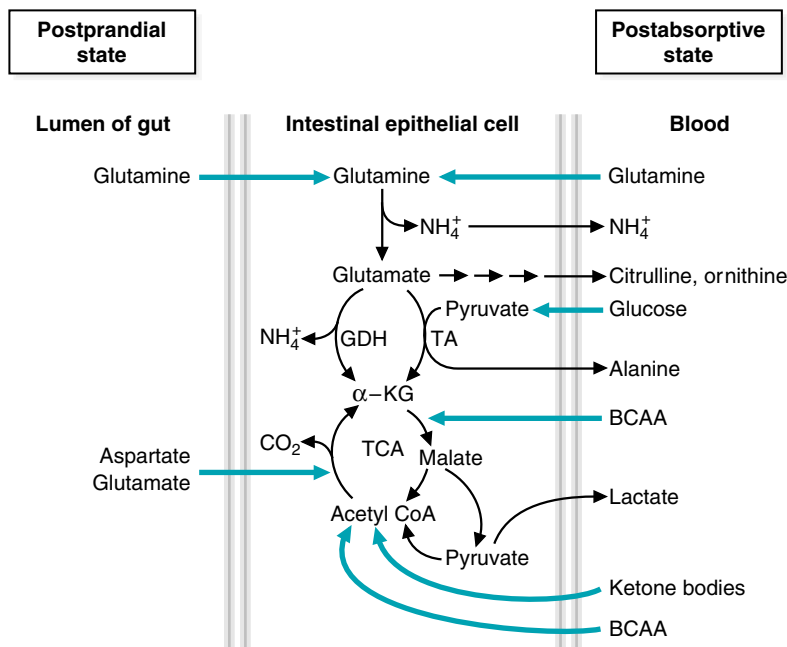 Postprandial
state
Postabsorptive
state
Lumen of gut
Intestinal epithelial cell
Blood
Glutamine
Glutamine
Glutamine
NH₄⁺
NH₄⁺
Glutamate
Citrulline, ornithine
Pyruvate
Glucose
NH₄⁺
GDH
TA
Alanine
α–KG
BCAA
CO₂
TCA
Malate
Aspartate
Glutamate
Acetyl CoA
Lactate
Pyruvate
Ketone bodies
BCAA